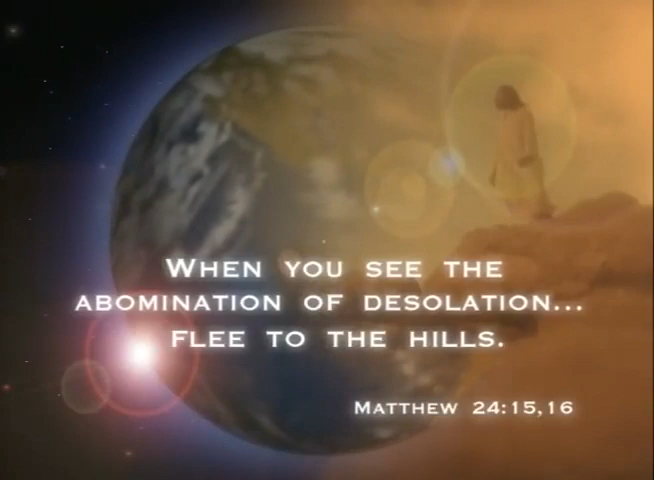 When you see the
abomination of desolation...
flee to the hills.
Matthew 24:15,16